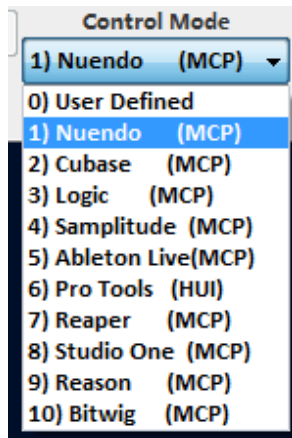 Control Mode
1) Nuendo (MCP)
0) User Defined
1) Nuendo (MCP)
2) Cubase (MCP)
3) Logic (MCP)
4) Samplitude (MCP)
5) Ableton Live(MCP)
6) Pro Tools (HUI)
7) Reaper (MCP)
8) Studio One (MCP)
9) Reason (MCP)
10) Bitwig (MCP)